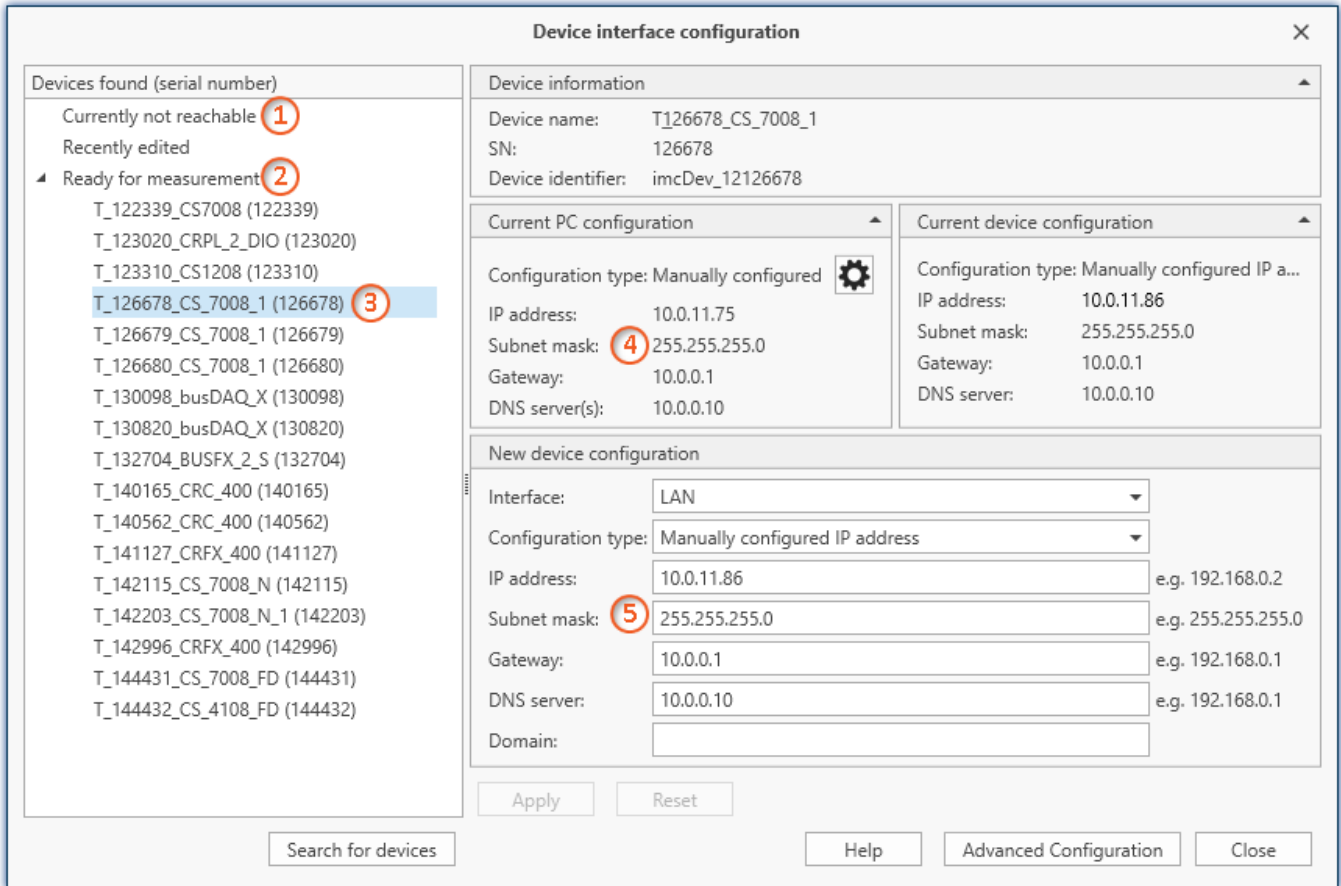 Device interface configuration
Devices found (serial number)
Currently not reachable 1
Recently edited
Ready for measurement 2
T_122339_CS7008 (122339)
T_123020_CRPL_2_DIO (123020)
T_123310_CS1208 (123310)
T_126678_CS_7008_1 (126678) 3
T_126679_CS_7008_1 (126679)
T_126680_CS_7008_1 (126680)
T_130098_busDAQ_X (130098)
T_130820_busDAQ_X (130820)
T_132704_BUSFX_2_S (132704)
T_140165_CRC_400 (140165)
T_140562_CRC_400 (140562)
T_141127_CRFX_400 (141127)
T_142115_CS_7008_N (142115)
T_142203_CS_7008_N_1 (142203)
T_142996_CRFX_400 (142996)
T_144431_CS_7008_FD (144431)
T_144432_CS_4108_FD (144432)
Search for devices
Device information
Device name: T126678_CS_7008_1
SN: 126678
Device identifier: imcDev_12126678
Current PC configuration
Configuration type: Manually configured
IP address: 10.0.11.75
Subnet mask: 4 255.255.255.0
Gateway: 10.0.0.1
DNS server(s): 10.0.0.10
Current device configuration
Configuration type: Manually configured IP a...
IP address: 10.0.11.86
Subnet mask: 255.255.255.0
Gateway: 10.0.0.1
DNS server: 10.0.0.10
New device configuration
Interface: LAN
Configuration type: Manually configured IP address
IP address: 10.0.11.86 e.g. 192.168.0.2
Subnet mask: 5 255.255.255.0 e.g. 255.255.255.0
Gateway: 10.0.0.1 e.g. 192.168.0.1
DNS server: 10.0.0.10 e.g. 192.168.0.1
Domain:
Apply Reset
Help Advanced Configuration Close